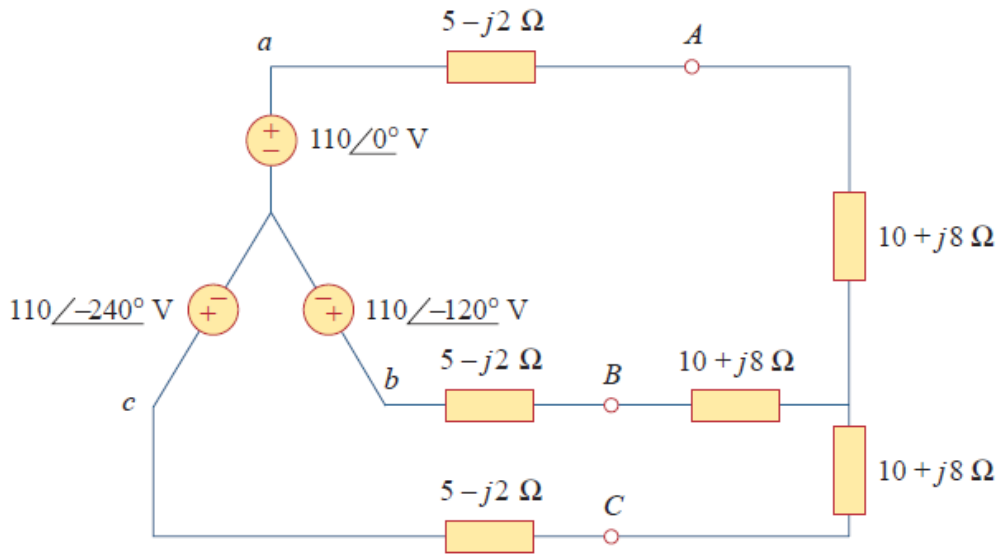 5 – j2 Ω
a
A
+
–
110∠0° V
10 + j8 Ω
110∠–240° V
–
+
–
+
110∠–120° V
5 – j2 Ω
B
10 + j8 Ω
b
c
10 + j8 Ω
5 – j2 Ω
C